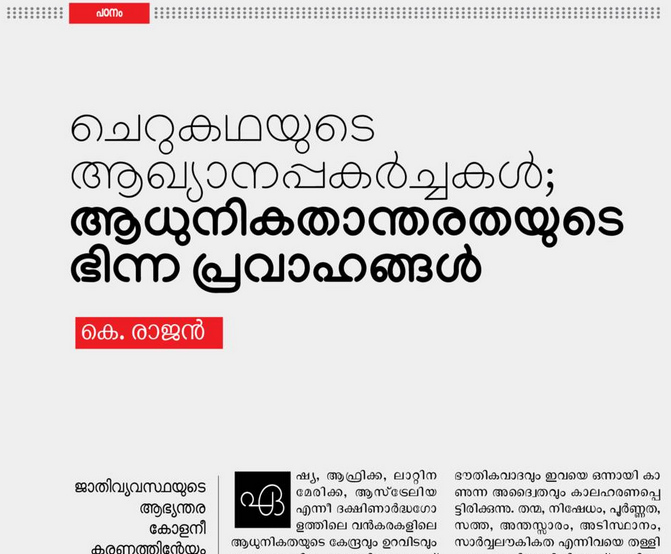 പഠനം
ചെറുകഥയുടെ
ആഖ്യാനപ്പകർച്ചകൾ;
ആധുനികതാന്തരതയുടെ
ഭിന്ന പ്രവാഹങ്ങൾ
കെ. രാജൻ
ജാതിവ്യവസ്ഥയുടെ
ആഭ്യന്തര
കോളനീ
കരണത്തിന്റേയും
ഏഷ്യ, ആഫ്രിക്ക, ലാറ്റിന
മേരിക്ക, ആസ്ട്രേലിയ
എന്നീ ദക്ഷിണാർദ്ധഗോ
ളത്തിലെ വൻകരകളിലെ
ആധുനികതയുടെ കേന്ദ്രവും ഉറവിടവും
ഭൗതികവാദവും ഇവയെ ഒന്നായി കാ
ണുന്ന അദ്വൈതവും കാലഹരണപ്പെ
ട്ടിരിക്കുന്നു. തന്മ, നിഷേധം, പൂർണ്ണത,
സത്ത, അന്തസ്സാരം, അടിസ്ഥാനം,
സാർവ്വലൗകികത എന്നിവയെ തള്ളി